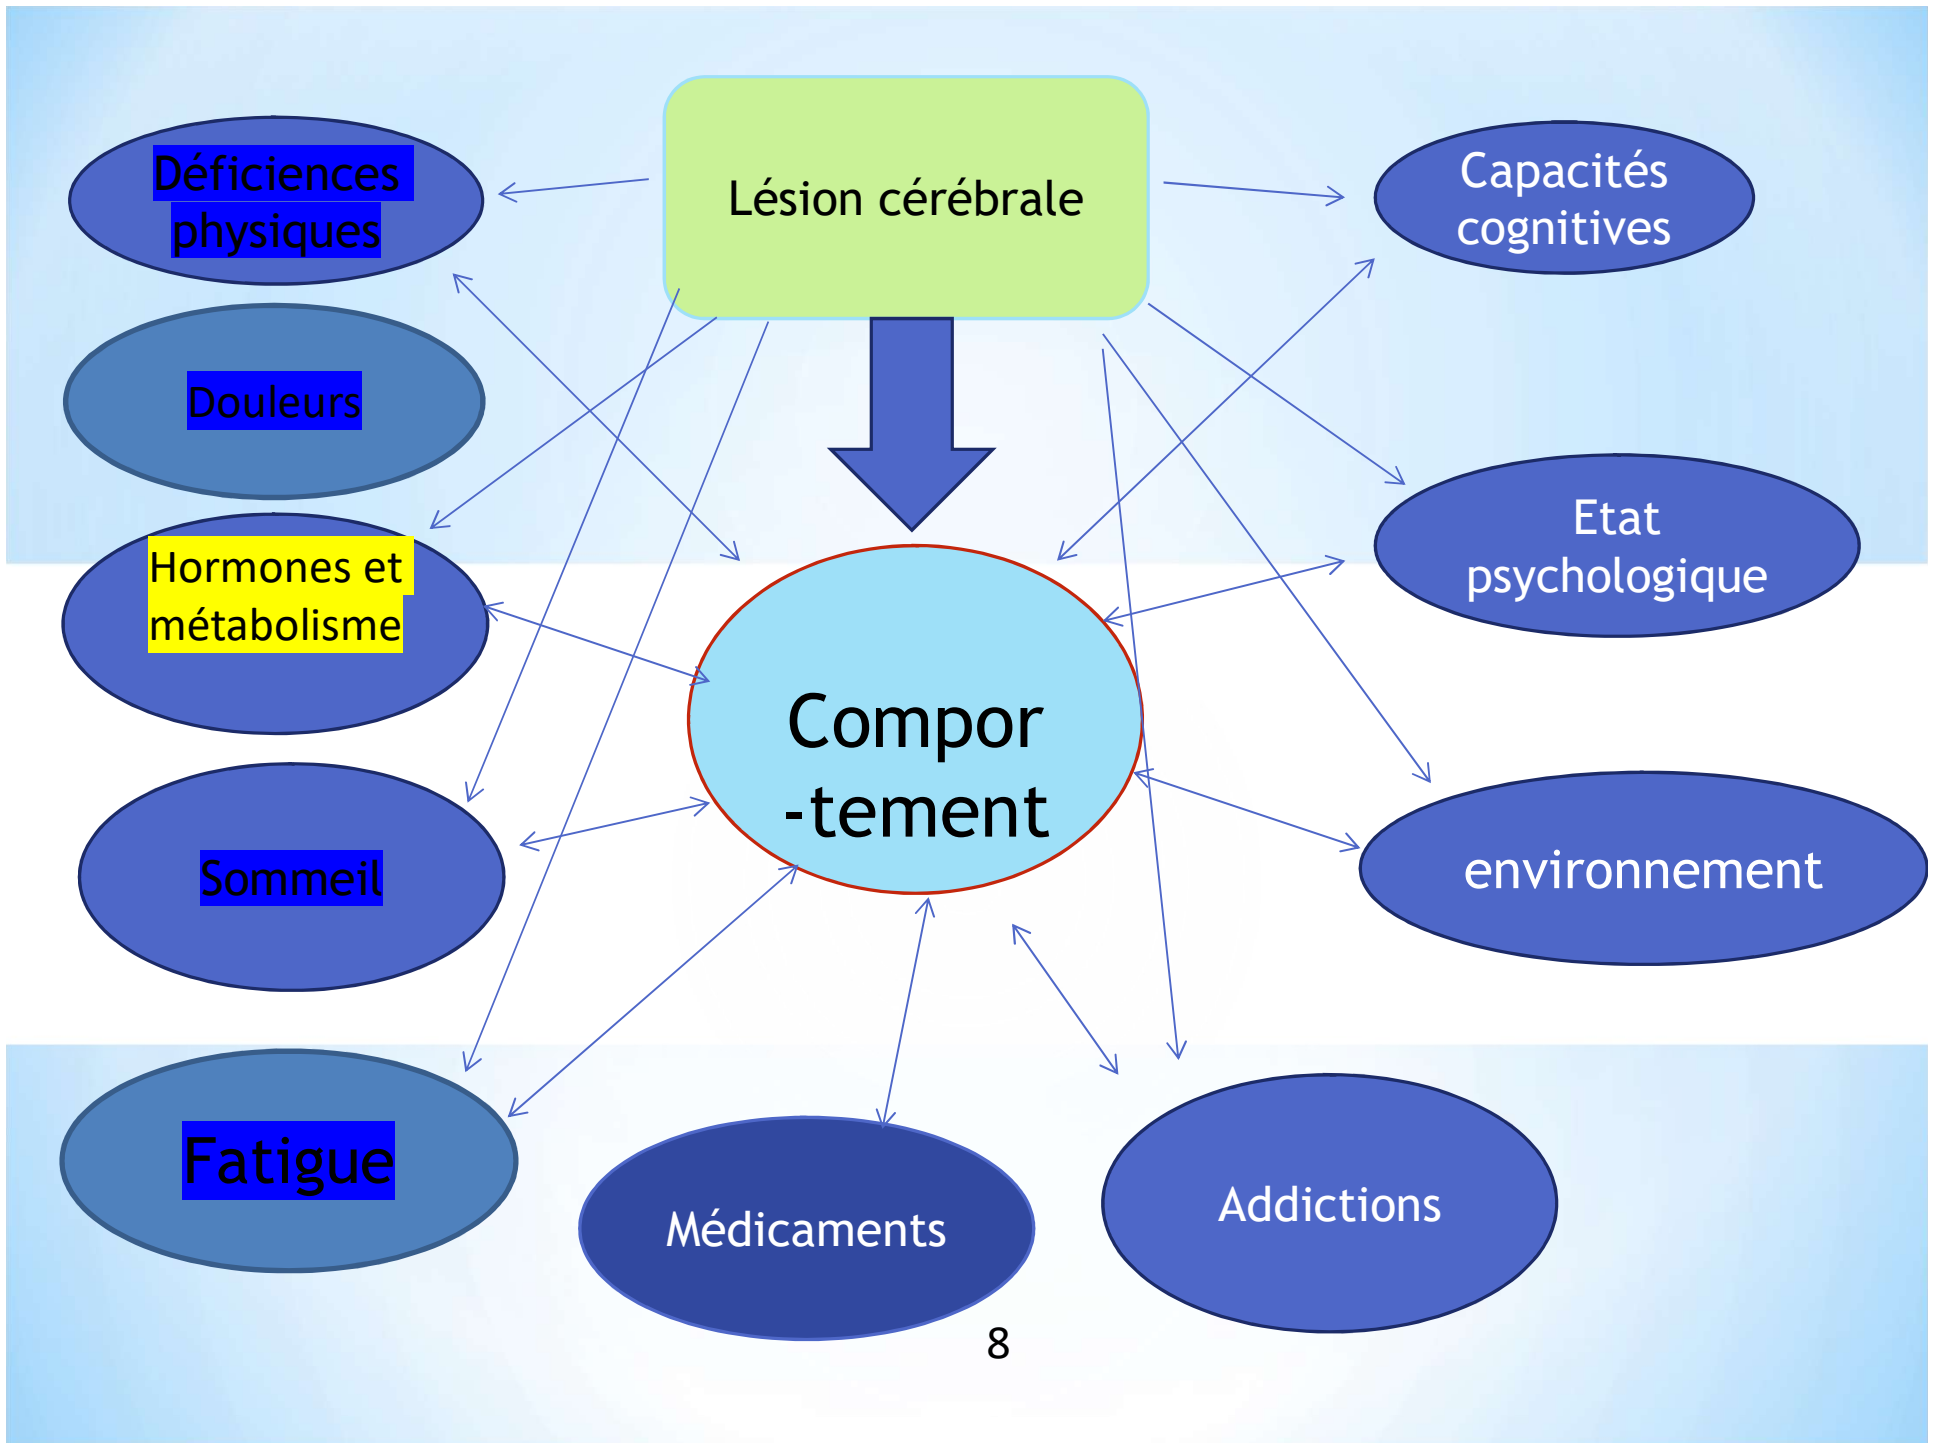 Lésion cérébrale
Déficiences
physiques
Capacités
cognitives
Douleurs
Etat
psychologique
Hormones et
métabolisme
Compor
-tement
Sommeil
environnement
Fatigue
Médicaments
Addictions
8